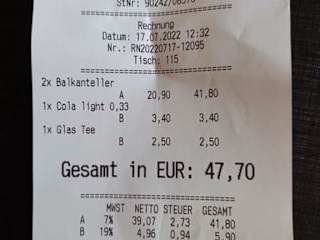 StNr: 90242/08570
Rechnung
Datum: 17.07.2022 12:32
Nr.: RN20220717-12095
Tisch: 115
2x Balkanteller
A 20,90 41,80
1x Cola light 0,33
B 3,40 3,40
1x Glas Tee
B 2,50 2,50
Gesamt in EUR: 47,70
MWST NETTO STEUER GESAMT
A 7% 39,07 2,73 41,80
B 19% 4,96 0,94 5,90